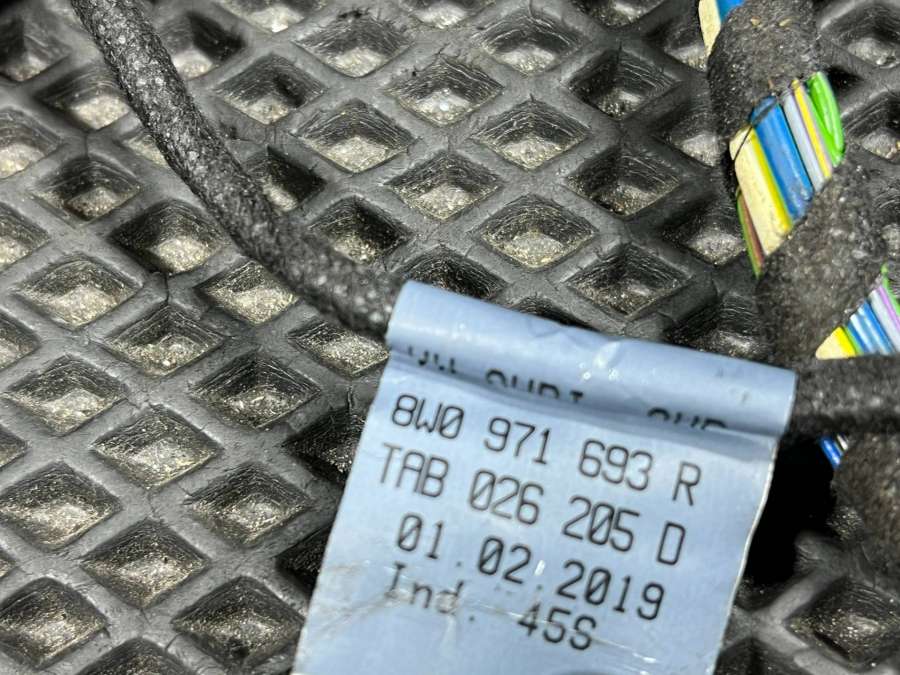 8W0 971 693 R
TAB 026 205 D
01.02.2019
Ind. 45S